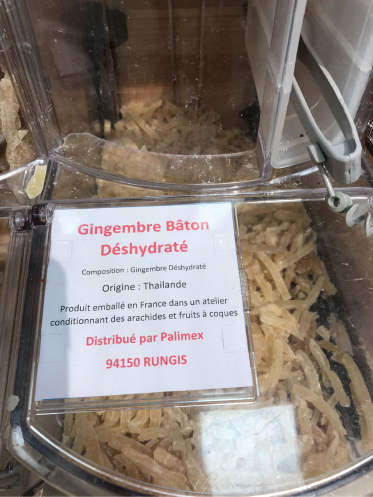 Gingembre Bâton
Déshydraté
Composition : Gingembre Déshydraté
Origine : Thailande
Produit emballé en France dans un atelier
conditionnant des arachides et fruits à coques
Distribué par Palimex
94150 RUNGIS